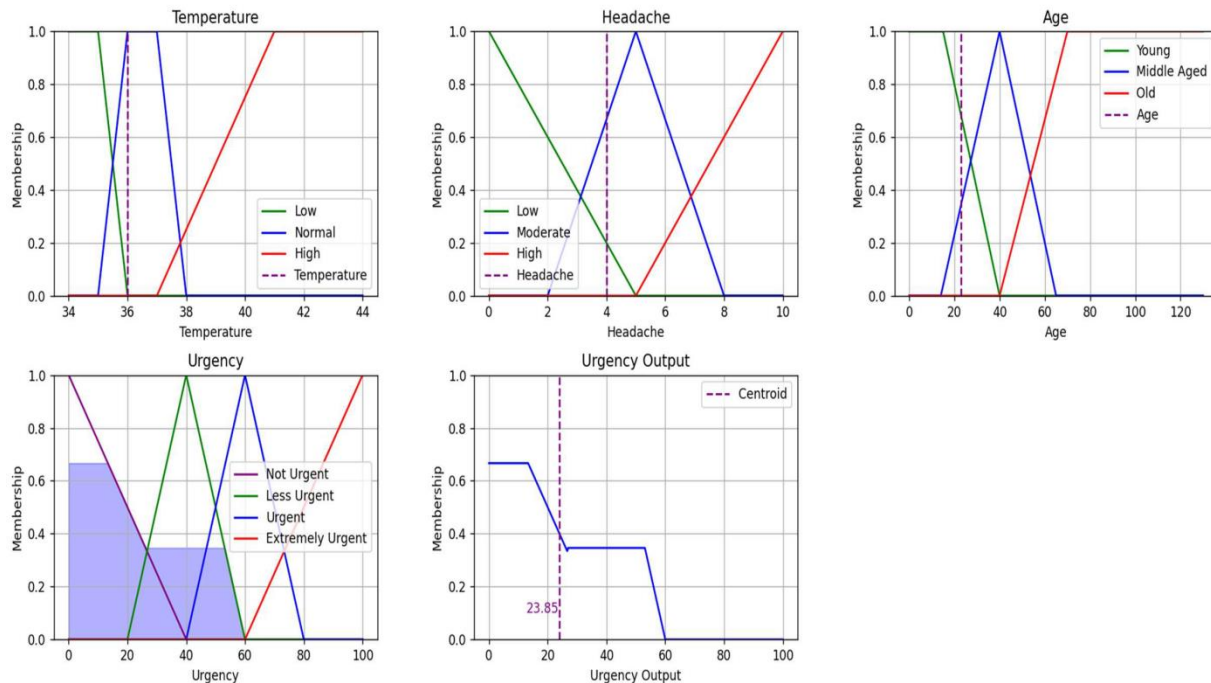 Temperature
Membership
1.0
0.8
0.6
0.4
0.2
0.0
Low
Normal
High
Temperature
34 36 38 40 42 44
Temperature
Headache
Membership
1.0
0.8
0.6
0.4
0.2
0.0
Low
Moderate
High
Headache
0 2 4 6 8 10
Headache
Age
Membership
1.0
0.8
0.6
0.4
0.2
0.0
Young
Middle Aged
Old
Age
0 20 40 60 80 100 120
Age
Urgency
Membership
1.0
0.8
0.6
0.4
0.2
0.0
Not Urgent
Less Urgent
Urgent
Extremely Urgent
0 20 40 60 80 100
Urgency
Urgency Output
Membership
1.0
0.8
0.6
0.4
0.2
0.0
Centroid
23.85
0 20 40 60 80 100
Urgency Output